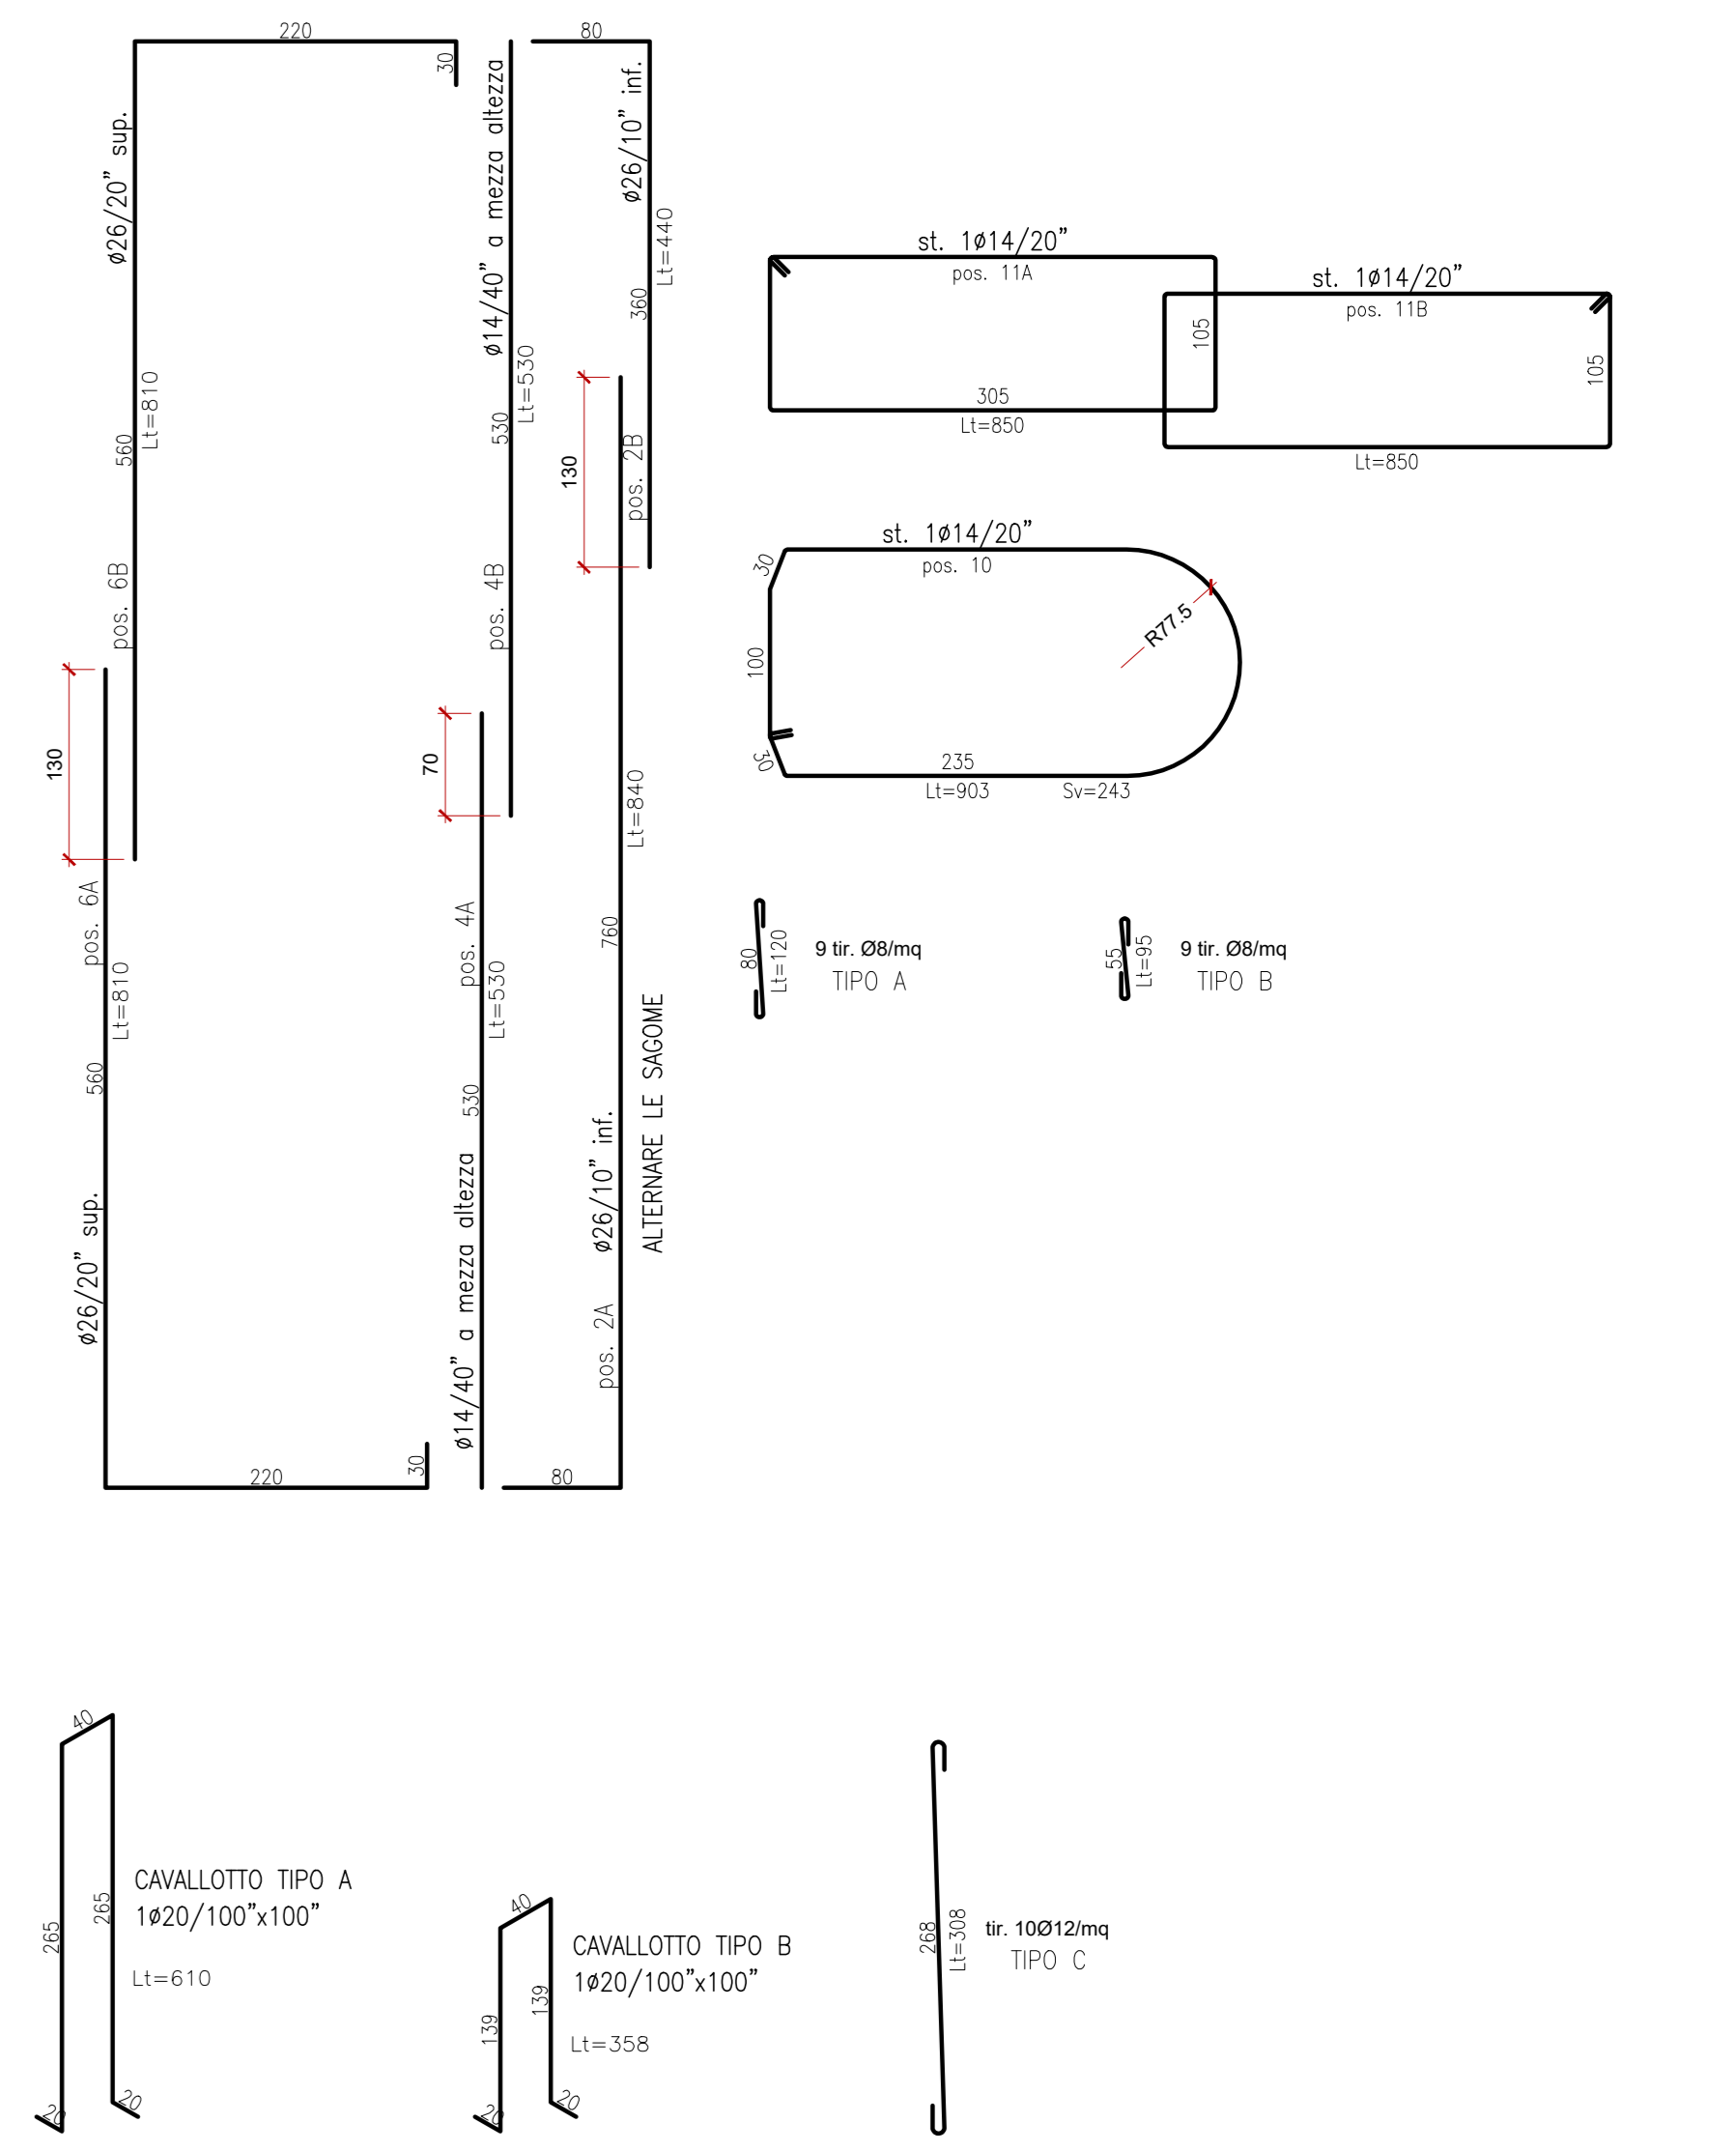 220
30
ø26/20” sup.
560
Lt=810
pos. 6B
130
pos. 6A
Lt=810
560
ø26/20” sup.
220
30
ø14/40” a mezza altezza
530
Lt=530
pos. 4B
70
pos. 4A
Lt=530
530
ø14/40” a mezza altezza
80
ø26/10” inf.
360
Lt=440
130
pos. 2B
Lt=840
760
ø26/10” inf.
pos. 2A
80
ALTERNARE LE SAGOME
st. 1ø14/20”
pos. 11A
105
305
Lt=850
st. 1ø14/20”
pos. 11B
105
Lt=850
st. 1ø14/20”
pos. 10
30
100
30
R77.5
235
Lt=903
Sv=243
80
Lt=120
9 tir. Ø8/mq
TIPO A
55
Lt=95
9 tir. Ø8/mq
TIPO B
40
265
265
CAVALLOTTO TIPO A
1ø20/100”x100”
Lt=610
20
20
40
139
139
CAVALLOTTO TIPO B
1ø20/100”x100”
Lt=358
20
20
268
Lt=308
tir. 10Ø12/mq
TIPO C